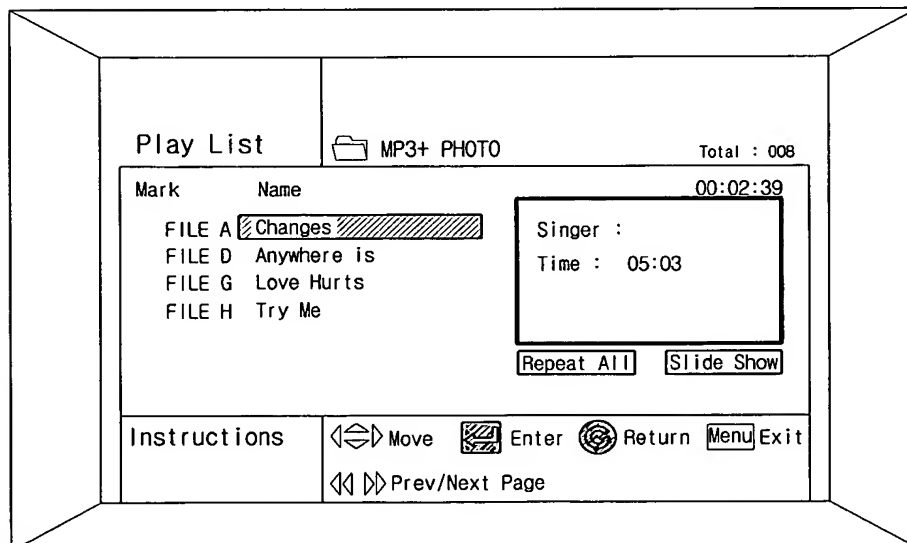 Play List MP3+ PHOTO Total : 008
Mark Name 00:02:39
FILE A Changes
FILE D Anywhere is
FILE G Love Hurts
FILE H Try Me
Singer :
Time : 05:03
Repeat All Slide Show
Instructions Move Enter Return Menu Exit
Prev/Next Page